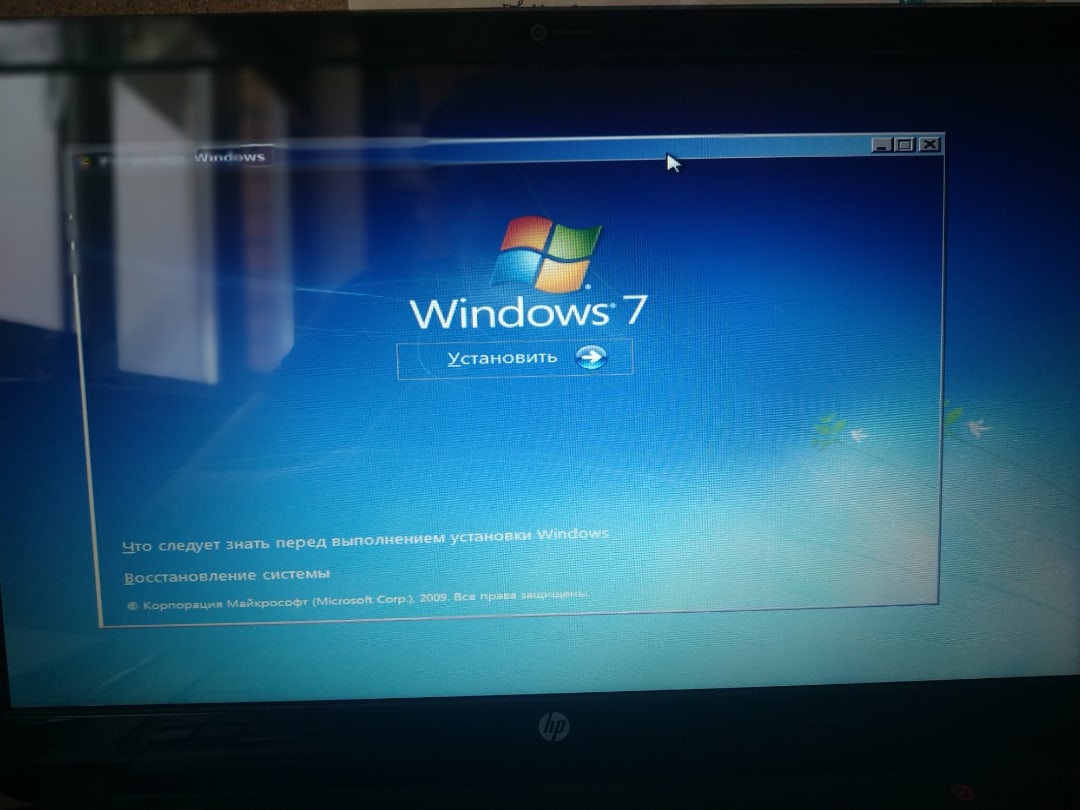 Windows
Windows 7
Установить
Что следует знать перед выполнением установки Windows
Восстановление системы
© Корпорация Майкрософт (Microsoft Corp.), 2009. Все права защищены.
hp